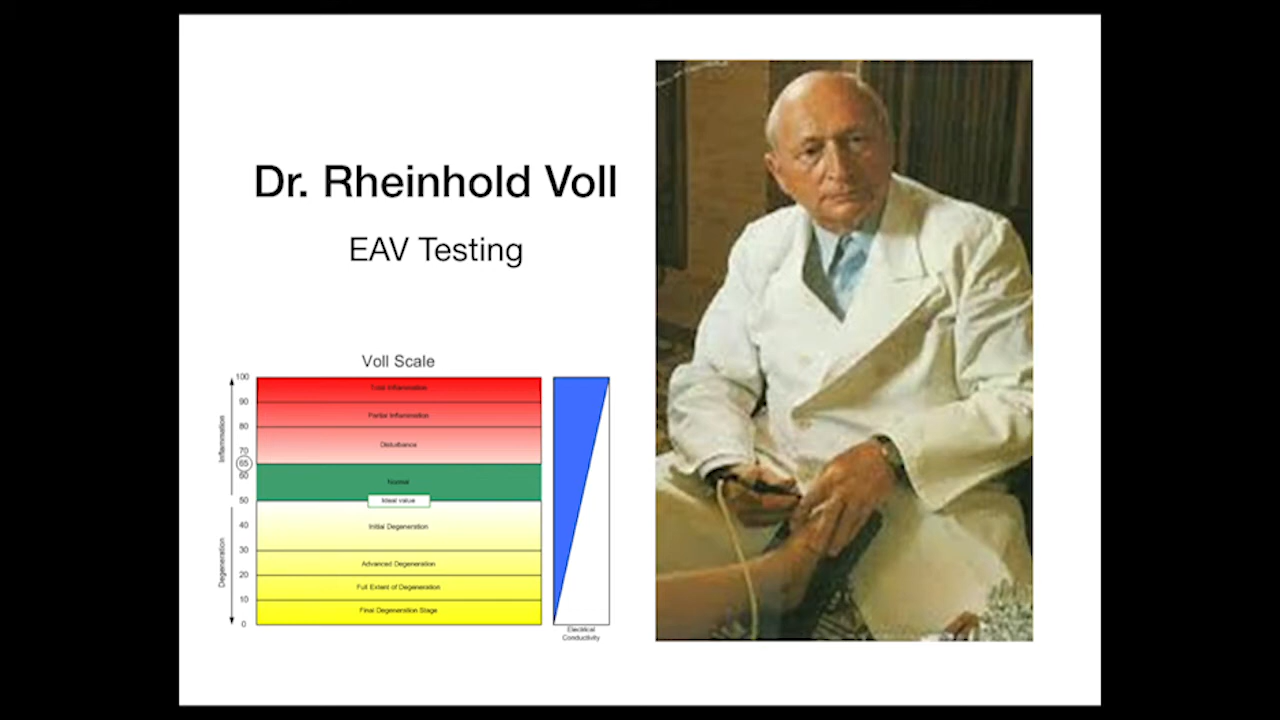 Dr. Rheinhold Voll
EAV Testing
Voll Scale
100
90
80
70
65
60
50
40
30
20
10
0
Inflammation
Degeneration
Total Inflammation
Partial Inflammation
Disturbance
Normal
Ideal value
Initial Degeneration
Advanced Degeneration
Full Extent of Degeneration
Final Degeneration Stage
Electrical
Conductivity